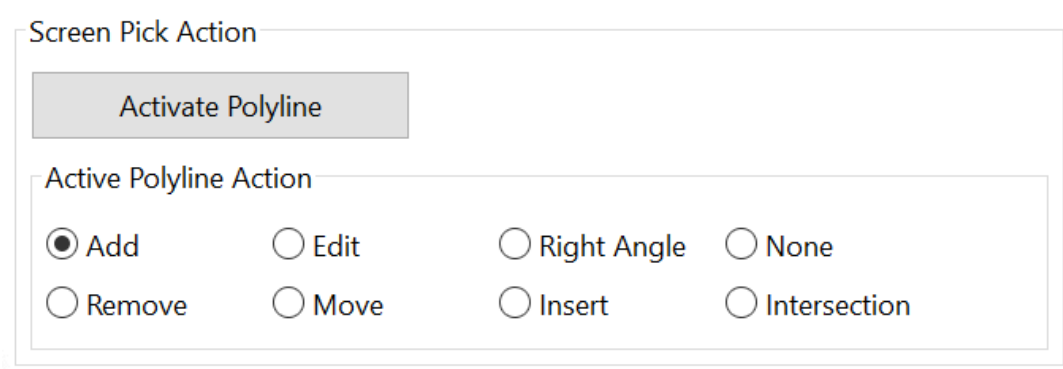 Screen Pick Action
Activate Polyline
Active Polyline Action
Add Edit Right Angle None
Remove Move Insert Intersection